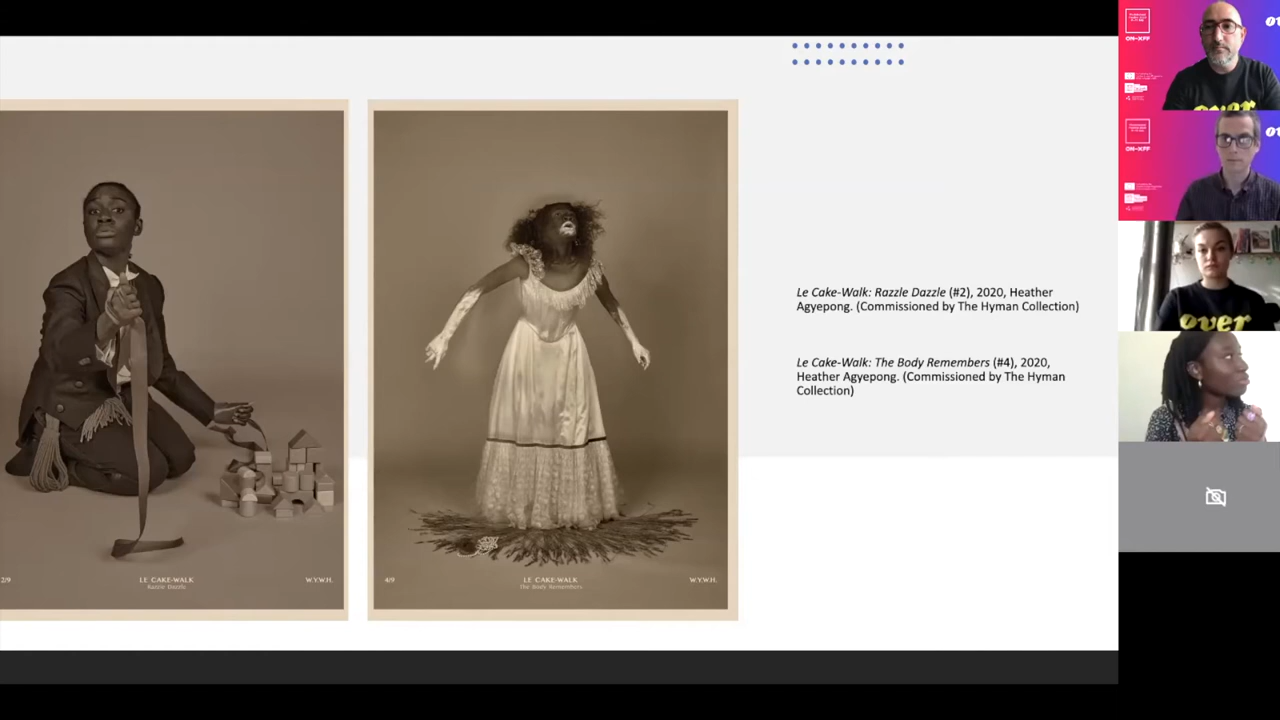 Le Cake-Walk: Razzle Dazzle (#2), 2020, Heather
Agyepong. (Commissioned by The Hyman Collection)
Le Cake-Walk: The Body Remembers (#4), 2020,
Heather Agyepong. (Commissioned by The Hyman
Collection)
2/9
LE CAKE-WALK
Razzle Dazzle
W.Y.W.H.
4/9
LE CAKE-WALK
The Body Remembers
W.Y.W.H.
over
over